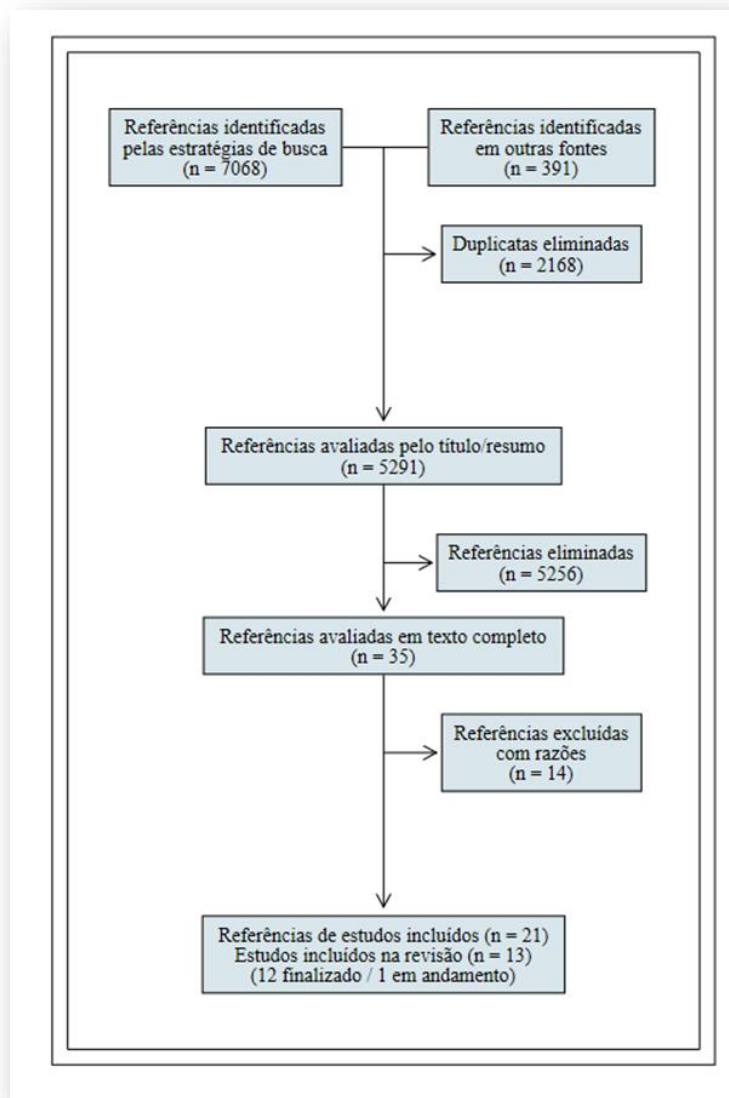 Referências identificadas
pelas estratégias de busca
(n = 7068)
Referências identificadas
em outras fontes
(n = 391)
Duplicatas eliminadas
(n = 2168)
Referências avaliadas pelo título/resumo
(n = 5291)
Referências eliminadas
(n = 5256)
Referências avaliadas em texto completo
(n = 35)
Referências excluídas
com razões
(n = 14)
Referências de estudos incluídos (n = 21)
Estudos incluídos na revisão (n = 13)
(12 finalizado / 1 em andamento)